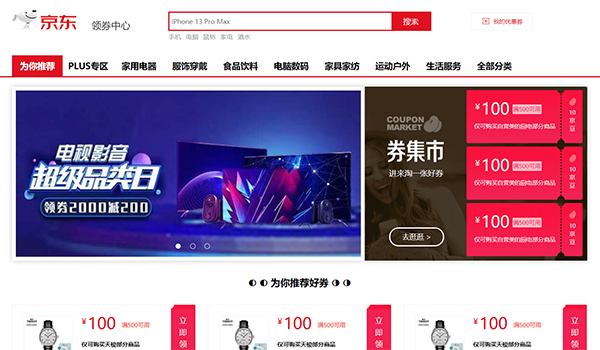 京东
领券中心
iPhone 13 Pro Max
搜索
我的优惠券
手机 电脑 鼠标 家电 酒水
为你推荐
PLUS专区
家用电器
服饰穿戴
食品饮料
电脑数码
家具家纺
运动户外
生活服务
全部分类
电视影音
超级品类日
领券2000减200
COUPON
MARKET
券集市
进来淘一张好券
去逛逛 >
¥100 满500可用
仅可购买自营美的厨电部分商品
10京豆
¥100 满500可用
仅可购买自营美的厨电部分商品
10京豆
¥100 满500可用
仅可购买自营美的厨电部分商品
10京豆
为你推荐好券
¥100 满500可用
仅可购买天梭部分商品
立即领
¥100 满500可用
仅可购买天梭部分商品
立即领
¥100 满500可用
仅可购买天梭部分商品
立即领